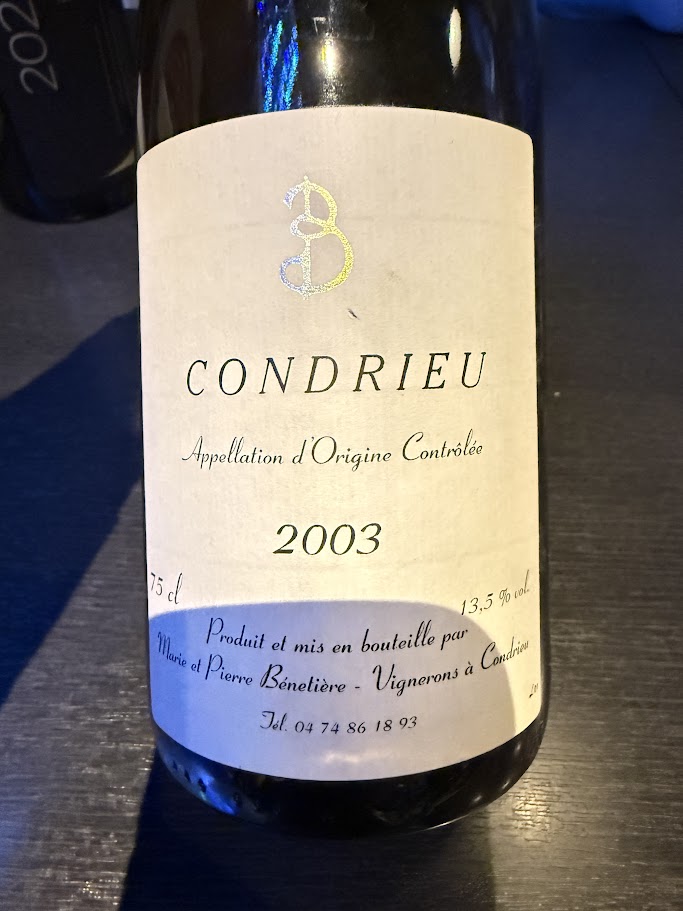 202
B
CONDRIEU
Appellation d'Origine Contrôlée
2003
75 cl
13,5 % vol.
Produit et mis en bouteille par
Marie et Pierre Bénetière - Vignerons à Condrieu
Tél. 04 74 86 18 93